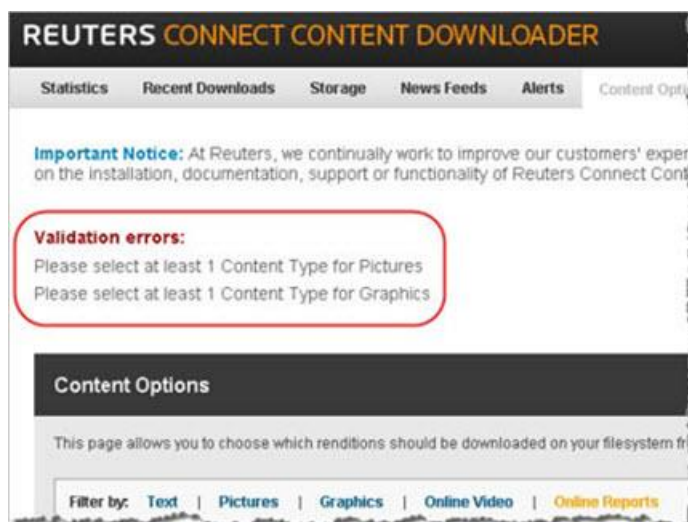 REUTERS CONNECT CONTENT DOWNLOADER
Statistics Recent Downloads Storage News Feeds Alerts Content
Important Notice: At Reuters, we continually work to improve our customers'
on the installation, documentation, support or functionality of Reuters Connect
Validation errors:
Please select at least 1 Content Type for Pictures
Please select at least 1 Content Type for Graphics
Content Options
This page allows you to choose which renditions should be downloaded on your filesystem
Filter by: Text | Pictures | Graphics | Online Video | Online Reports